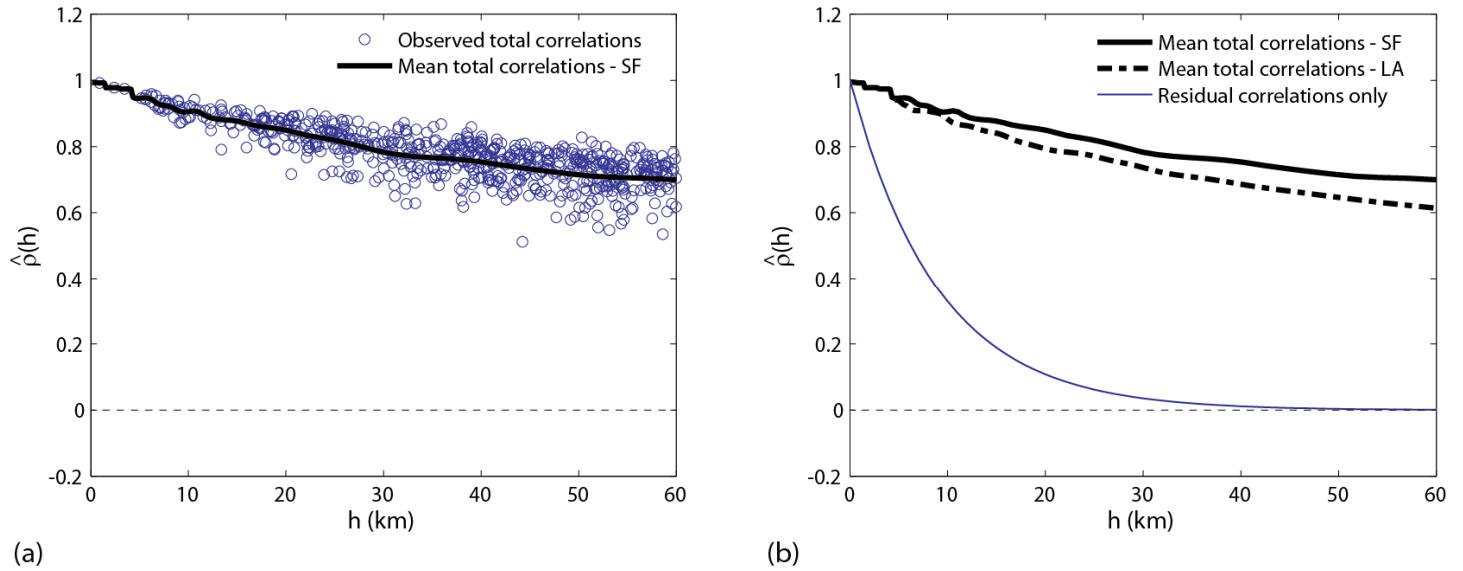 1.2
1
0.8
0.6
0.4
0.2
0
-0.2
ρ̂(h)
Observed total correlations
Mean total correlations - SF
0 10 20 30 40 50 60
h (km)
(a)
1.2
1
0.8
0.6
0.4
0.2
0
-0.2
ρ̂(h)
Mean total correlations - SF
Mean total correlations - LA
Residual correlations only
0 10 20 30 40 50 60
h (km)
(b)